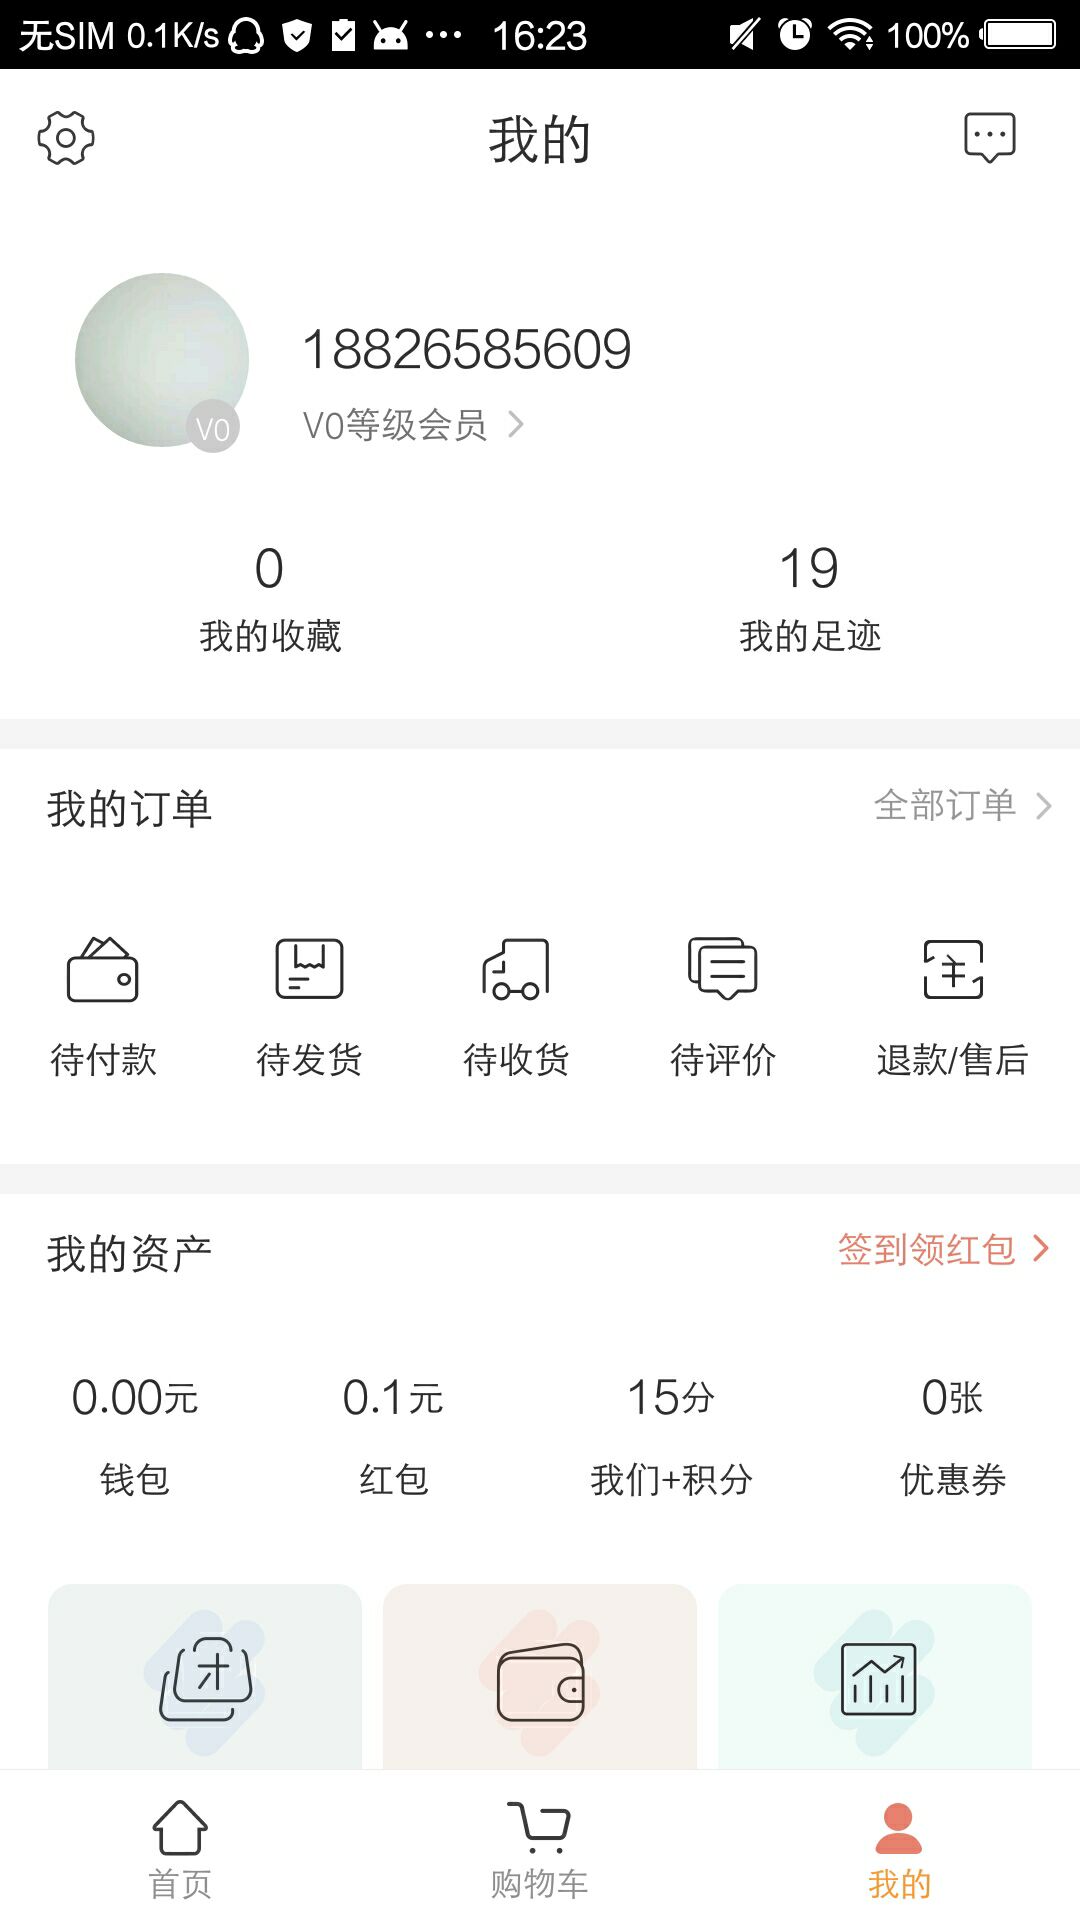 无SIM 0.1K/s 16:23 100%
我的
18826585609
V0
V0等级会员
0 19
我的收藏 我的足迹
我的订单 全部订单
待付款 待发货 待收货 待评价 退款/售后
我的资产 签到领红包
0.00元 0.1元 15分 0张
钱包 红包 我们+积分 优惠券
首页 购物车 我的